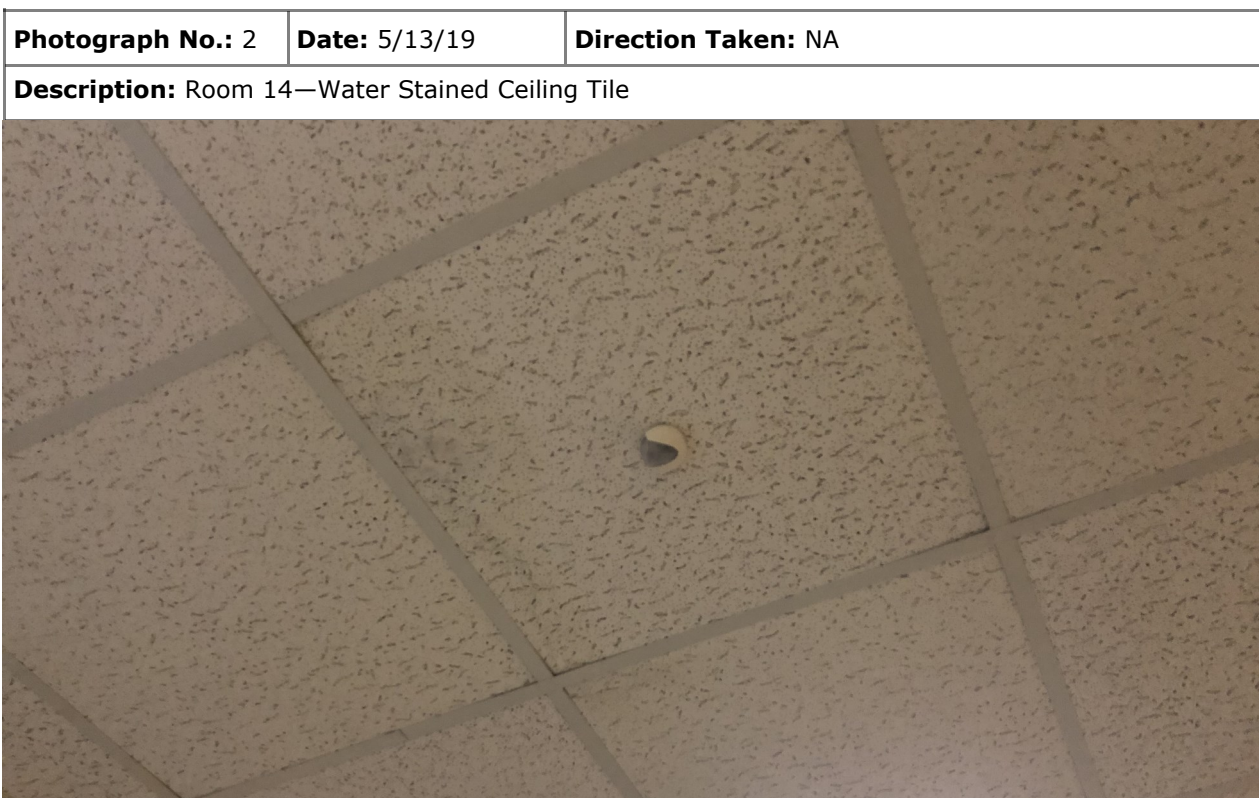 Photograph No.: 2 Date: 5/13/19 Direction Taken: NA
Description: Room 14—Water Stained Ceiling Tile